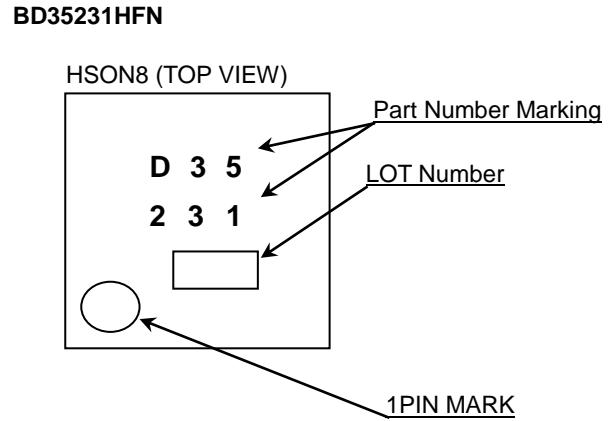 BD35231HFN
HSON8 (TOP VIEW)
Part Number Marking
D 3 5
LOT Number
2 3 1
1PIN MARK